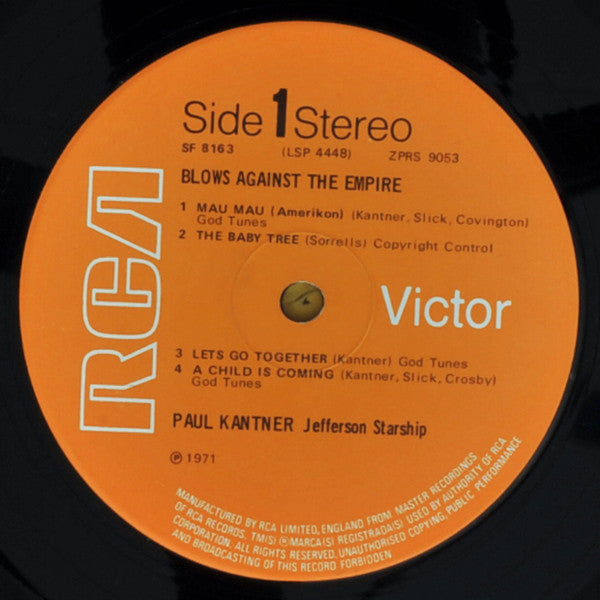 Side 1 Stereo
SF 8163 (LSP 4448) ZPRS 9053
BLOWS AGAINST THE EMPIRE
1 MAU MAU (Amerikon) (Kantner, Slick, Covington)
God Tunes
2 THE BABY TREE (Sorrells) Copyright Control
RCA
Victor
3 LETS GO TOGETHER (Kantner) God Tunes
4 A CHILD IS COMING (Kantner, Slick, Crosby)
God Tunes
PAUL KANTNER Jefferson Starship
℗ 1971
MANUFACTURED BY RCA LIMITED, ENGLAND FROM MASTER RECORDINGS
OF RCA RECORDS. TM(S) ® MARCA(S) REGISTRADA(S) USED BY AUTHORITY OF RCA
CORPORATION. ALL RIGHTS RESERVED. UNAUTHORISED COPYING, PUBLIC PERFORMANCE
AND BROADCASTING OF THIS RECORD FORBIDDEN